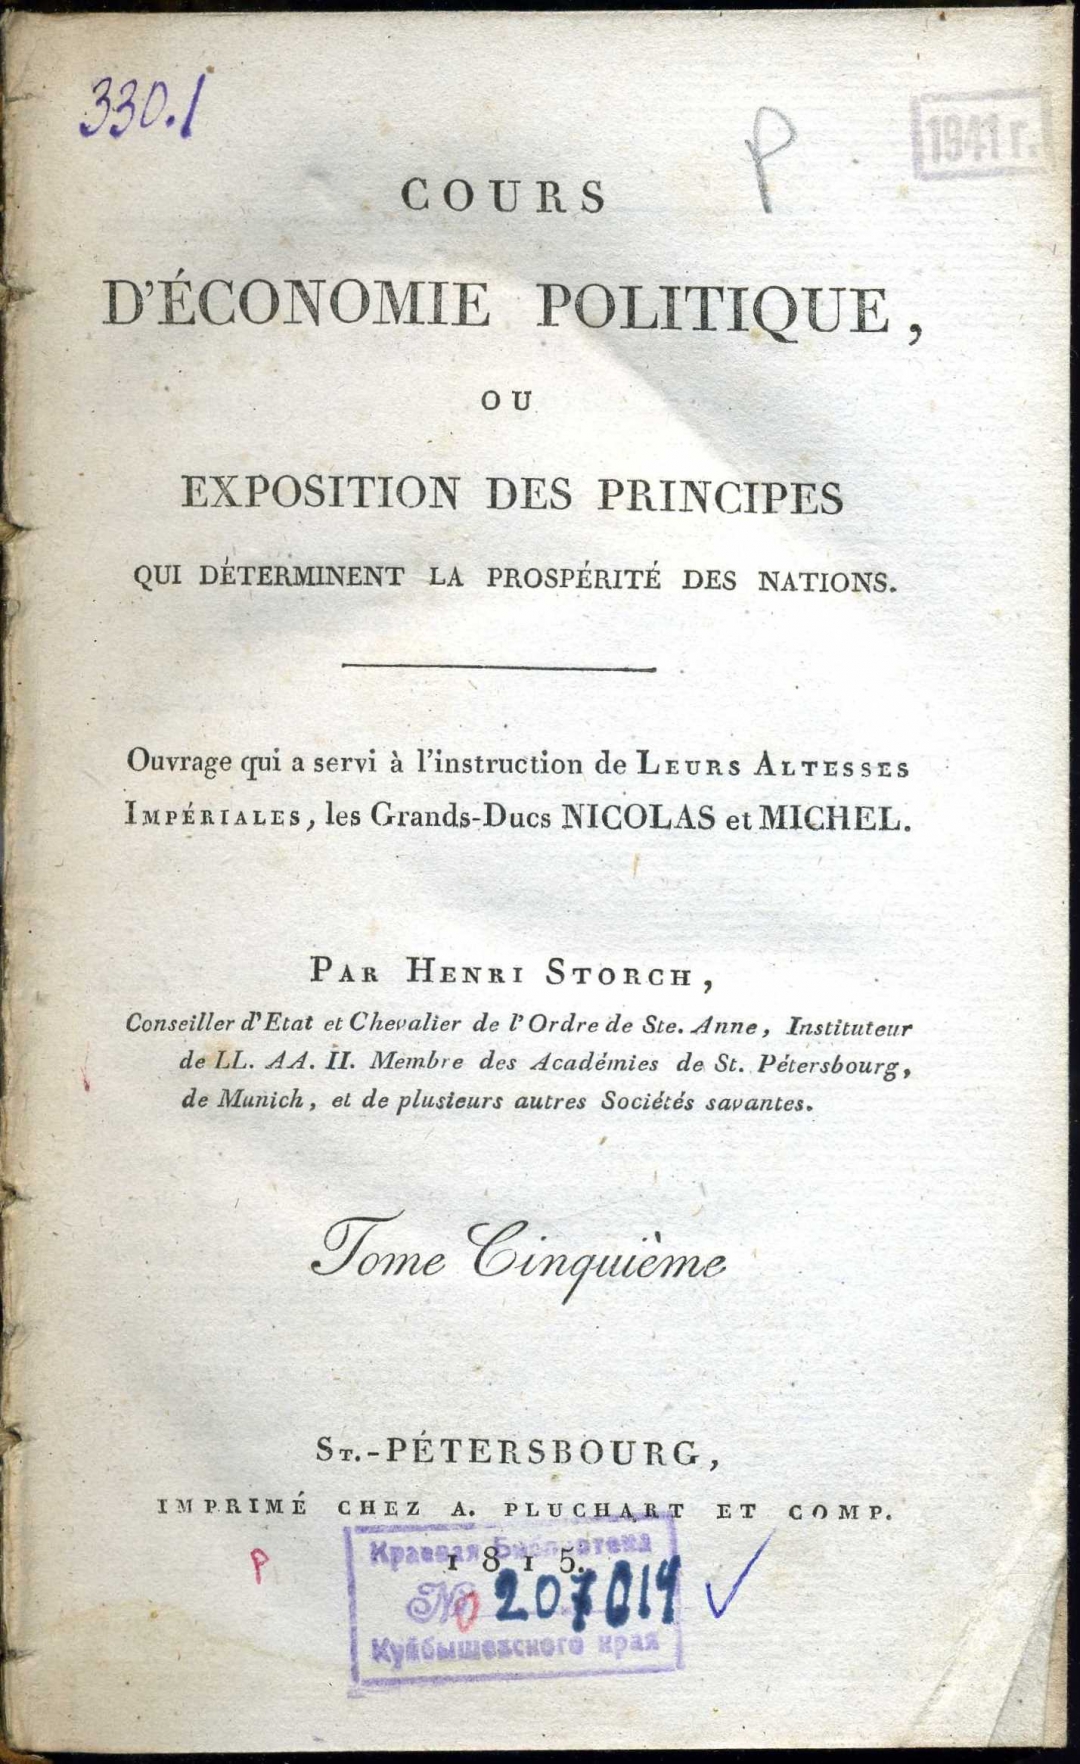 330.1
P
1941 г.
COURS
D'ÉCONOMIE POLITIQUE,
OU
EXPOSITION DES PRINCIPES
QUI DÉTERMINENT LA PROSPÉRITÉ DES NATIONS.
Ouvrage qui a servi à l'instruction de LEURS ALTESSES
IMPÉRIALES, les Grands-Ducs NICOLAS et MICHEL.
PAR HENRI STORCH,
Conseiller d'Etat et Chevalier de l'Ordre de Ste. Anne, Instituteur
de LL. AA. II. Membre des Académies de St. Pétersbourg,
de Munich, et de plusieurs autres Sociétés savantes.
Tome Cinquième
ST.-PÉTERSBOURG,
IMPRIMÉ CHEZ A. PLUCHART ET COMP.
1815.
P
Краевая Библиотека
№ 207014
Куйбышевского края